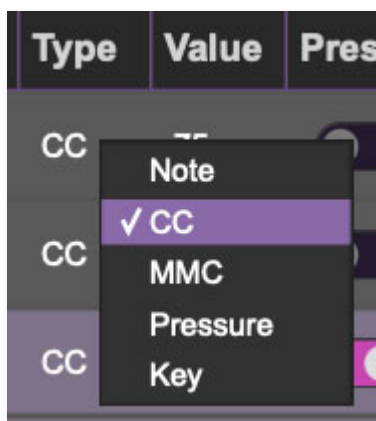 Type Value Pres
CC
Note
✓ CC
CC
MMC
Pressure
CC
Key